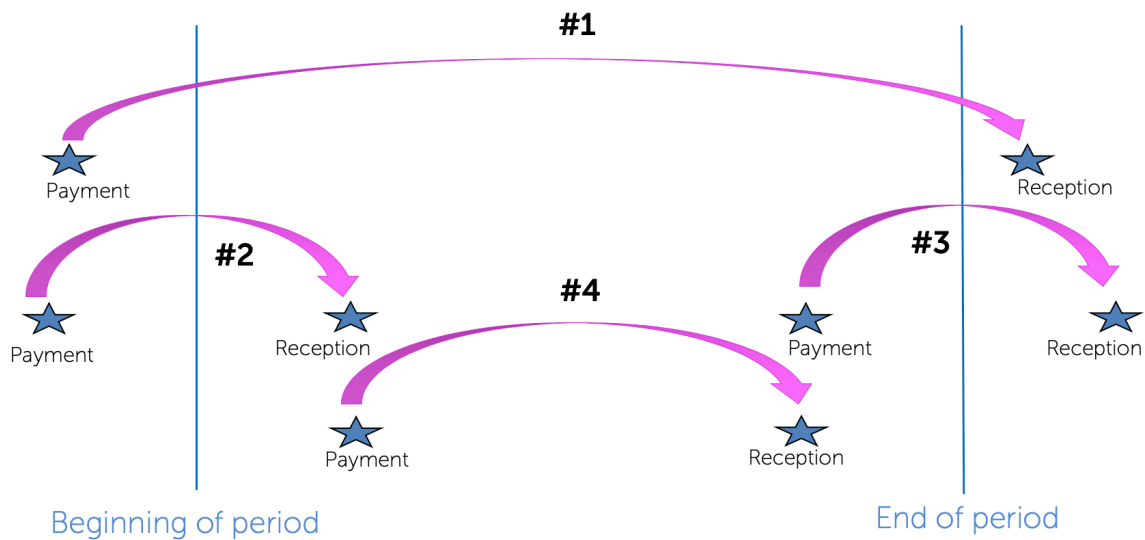 #1
Payment
Reception
#2
#3
#4
Payment
Reception
Payment
Reception
Payment
Reception
Beginning of period
End of period